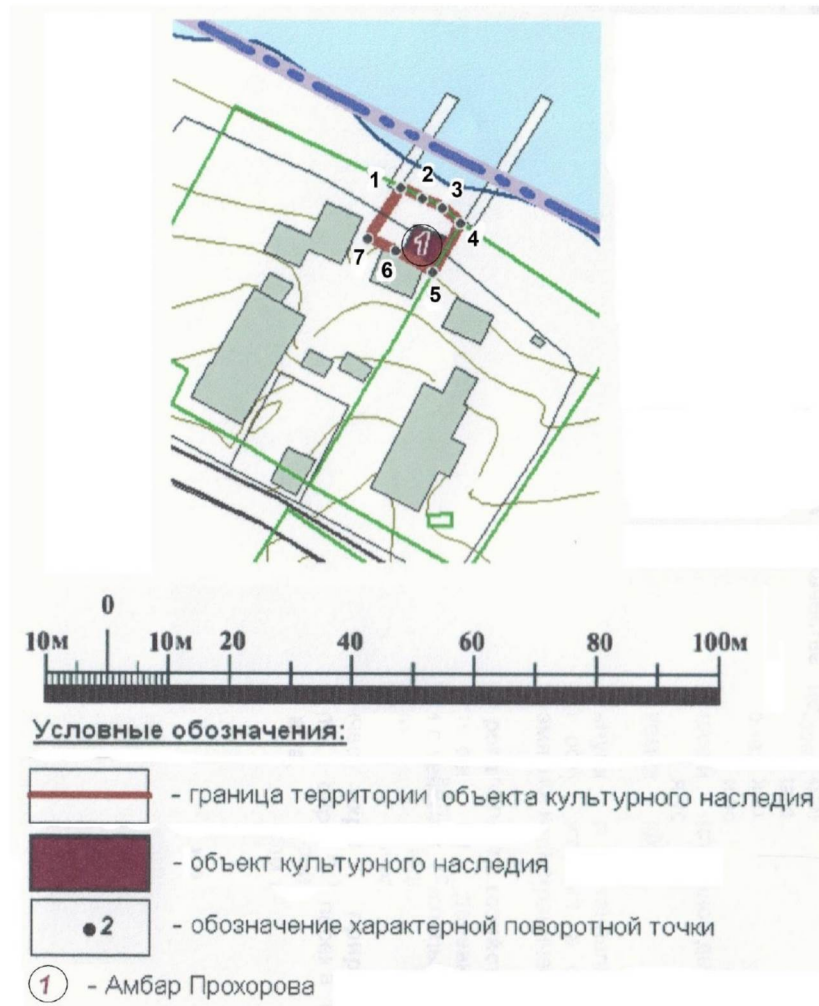 1
2
3
4
1
7
6
5
0
10м 10м 20 40 60 80 100м
Условные обозначения:
- граница территории объекта культурного наследия
- объект культурного наследия
2 - обозначение характерной поворотной точки
1 - Амбар Прохорова